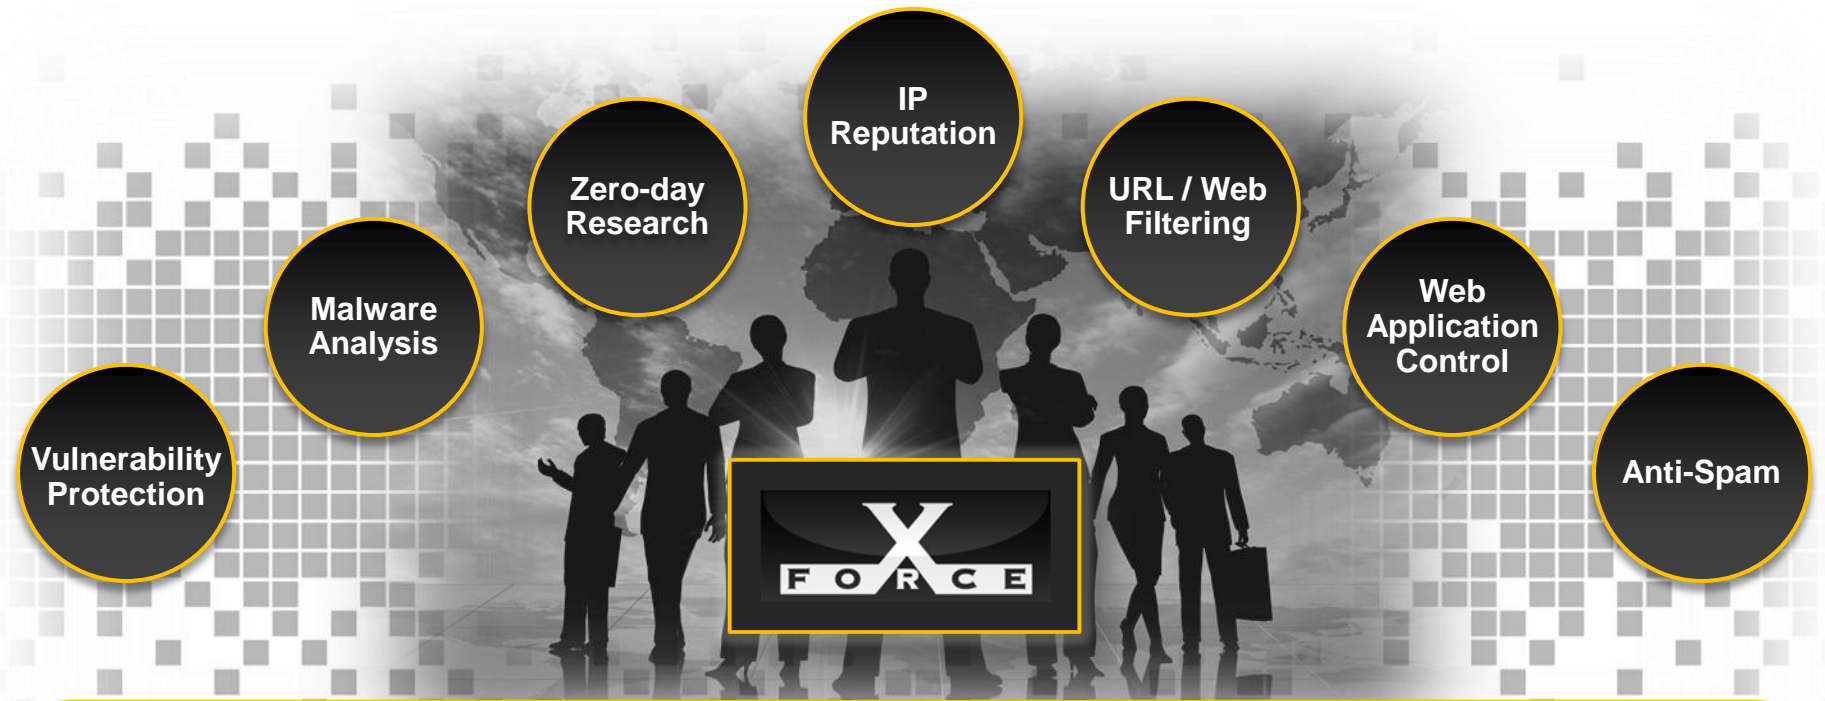 IP
Reputation
Zero-day
Research
URL / Web
Filtering
Malware
Analysis
Web
Application
Control
Vulnerability
Protection
Anti-Spam
X
FORCE